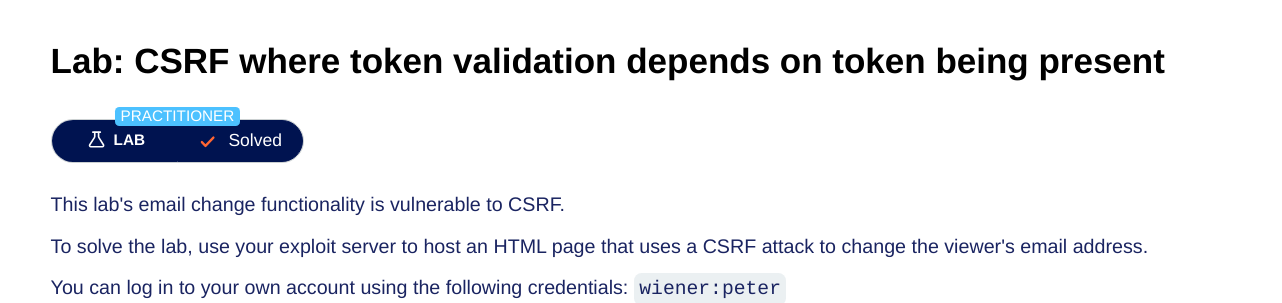 Lab: CSRF where token validation depends on token being present
PRACTITIONER
LAB Solved
This lab's email change functionality is vulnerable to CSRF.
To solve the lab, use your exploit server to host an HTML page that uses a CSRF attack to change the viewer's email address.
You can log in to your own account using the following credentials: wiener:peter